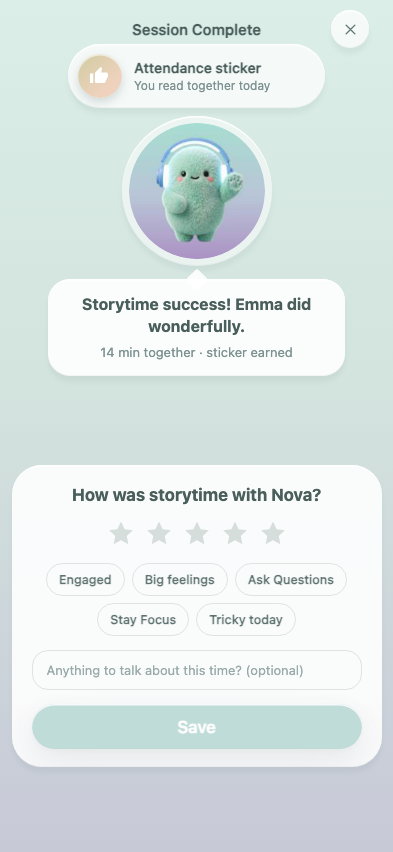 Session Complete
Attendance sticker
You read together today
Storytime success! Emma did
wonderfully.
14 min together · sticker earned
How was storytime with Nova?
Engaged
Big feelings
Ask Questions
Stay Focus
Tricky today
Anything to talk about this time? (optional)
Save